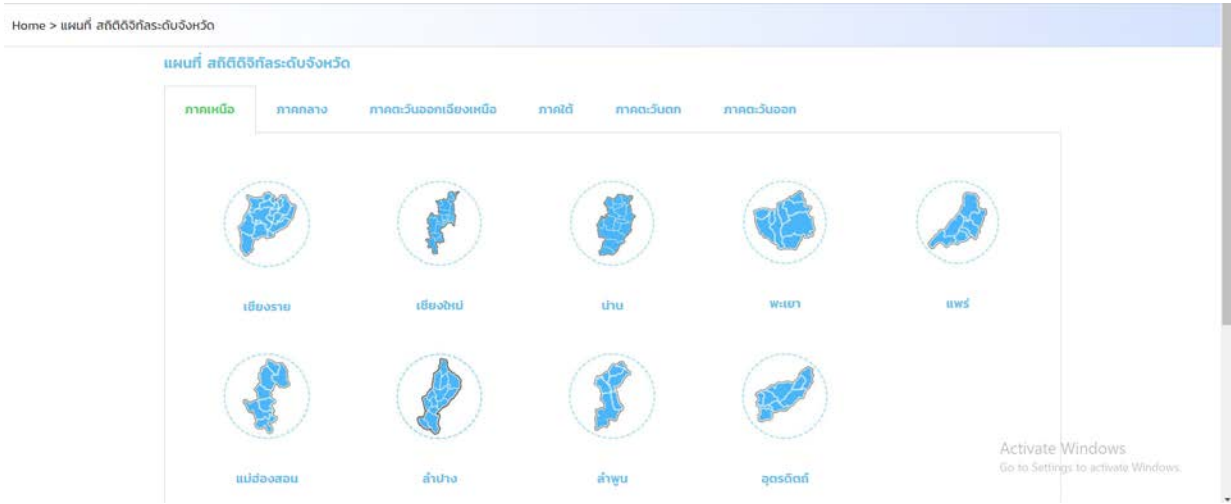 Home > แผนที่ สถิติดิจิทัลระดับจังหวัด
แผนที่ สถิติดิจิทัลระดับจังหวัด
ภาคเหนือ ภาคกลาง ภาคตะวันออกเฉียงเหนือ ภาคใต้ ภาคตะวันตก ภาคตะวันออก
เชียงราย เชียงใหม่ น่าน พะเยา แพร่
แม่ฮ่องสอน ลำปาง ลำพูน อุตรดิตถ์
Activate Windows
Go to Settings to activate Windows.